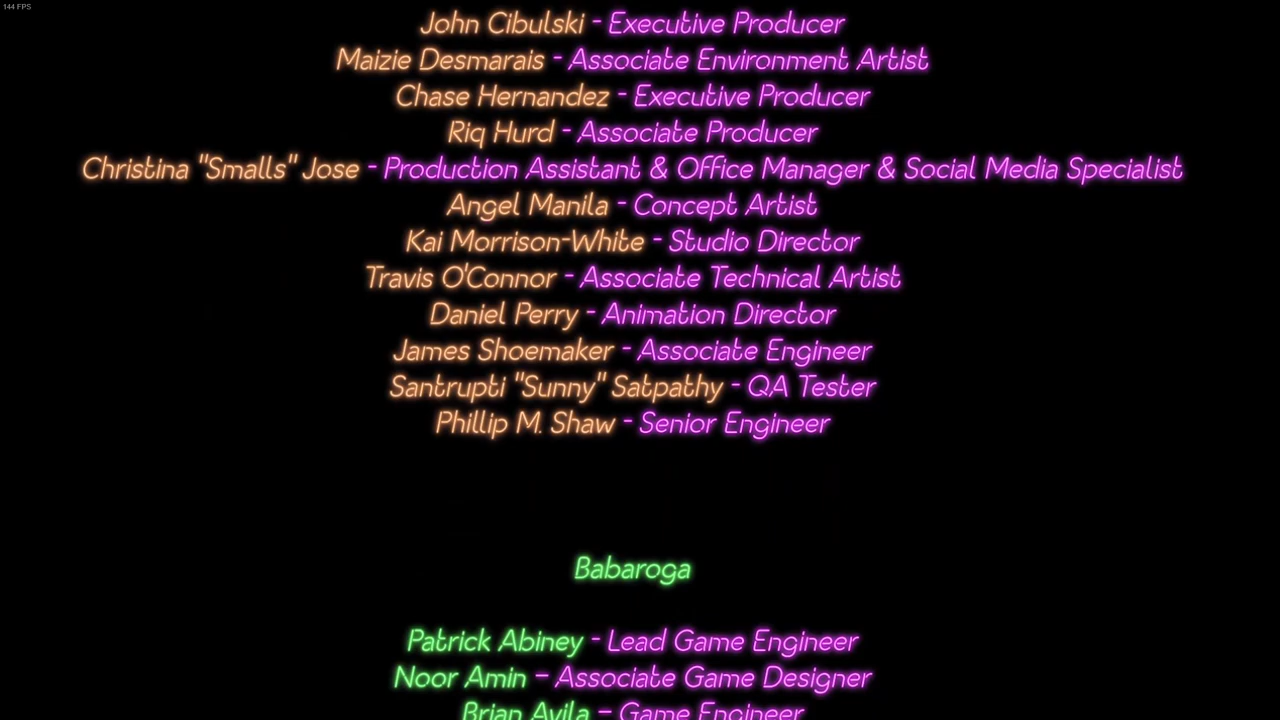 144 FPS
John Cibulski - Executive Producer
Maizie Desmarais - Associate Environment Artist
Chase Hernandez - Executive Producer
Riq Hurd - Associate Producer
Christina "Smalls" Jose - Production Assistant & Office Manager & Social Media Specialist
Angel Manila - Concept Artist
Kai Morrison-White - Studio Director
Travis O'Connor - Associate Technical Artist
Daniel Perry - Animation Director
James Shoemaker - Associate Engineer
Santrupti "Sunny" Satpathy - QA Tester
Phillip M. Shaw - Senior Engineer
Babaroga
Patrick Abiney - Lead Game Engineer
Noor Amin – Associate Game Designer
Brian Avila – Game Engineer